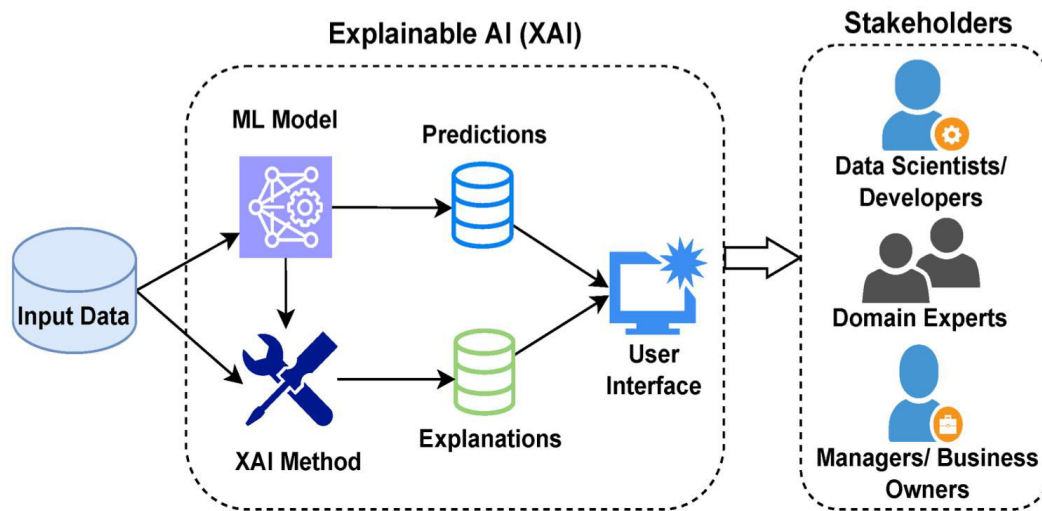 Explainable AI (XAI)
Stakeholders
ML Model
Predictions
Data Scientists/
Developers
Input Data
Domain Experts
User
Interface
XAI Method
Explanations
Managers/ Business
Owners